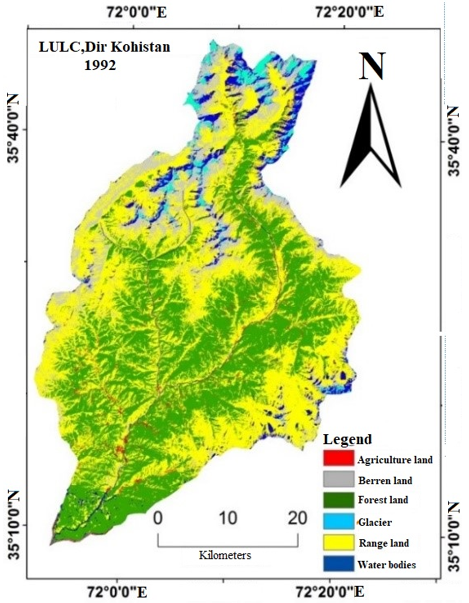 72°0'0"E
72°20'0"E
LULC,Dir Kohistan
1992
N
35°40'0"N
35°40'0"N
Legend
Agriculture land
Berren land
Forest land
Glacier
Range land
Water bodies
0 10 20
Kilometers
35°10'0"N
35°10'0"N
72°0'0"E
72°20'0"E